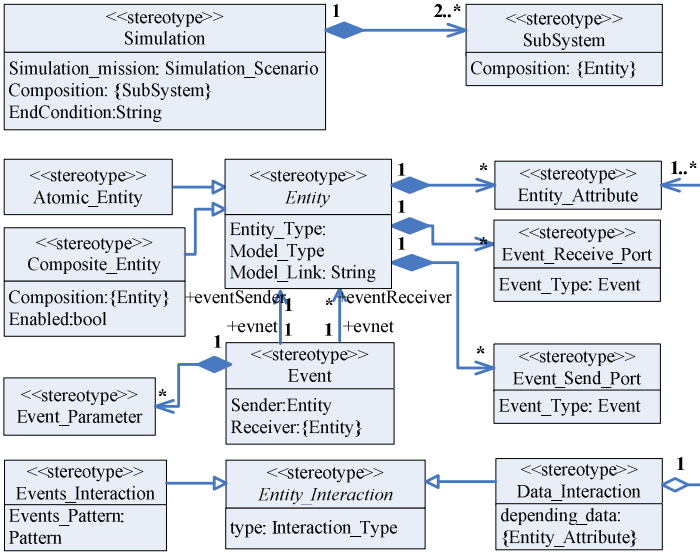 <<stereotype>>
Simulation
Simulation_mission: Simulation_Scenario
Composition: {SubSystem}
EndCondition:String
1
2..*
<<stereotype>>
SubSystem
Composition: {Entity}
<<stereotype>>
Atomic_Entity
<<stereotype>>
Composite_Entity
Composition:{Entity}
Enabled:bool
<<stereotype>>
Entity
Entity_Type:
Model_Type
Model_Link: String
1
*
1
*
1
*
<<stereotype>>
Entity_Attribute
1..*
<<stereotype>>
Event_Receive_Port
Event_Type: Event
<<stereotype>>
Event_Send_Port
Event_Type: Event
+eventSender
1
*
+eventReceiver
+evnet
1
1
+evnet
1
*
<<stereotype>>
Event
Sender:Entity
Receiver:{Entity}
<<stereotype>>
Event_Parameter
<<stereotype>>
Events_Interaction
Events_Pattern:
Pattern
<<stereotype>>
Entity_Interaction
type: Interaction_Type
<<stereotype>>
Data_Interaction
depending_data:
{Entity_Attribute}
1